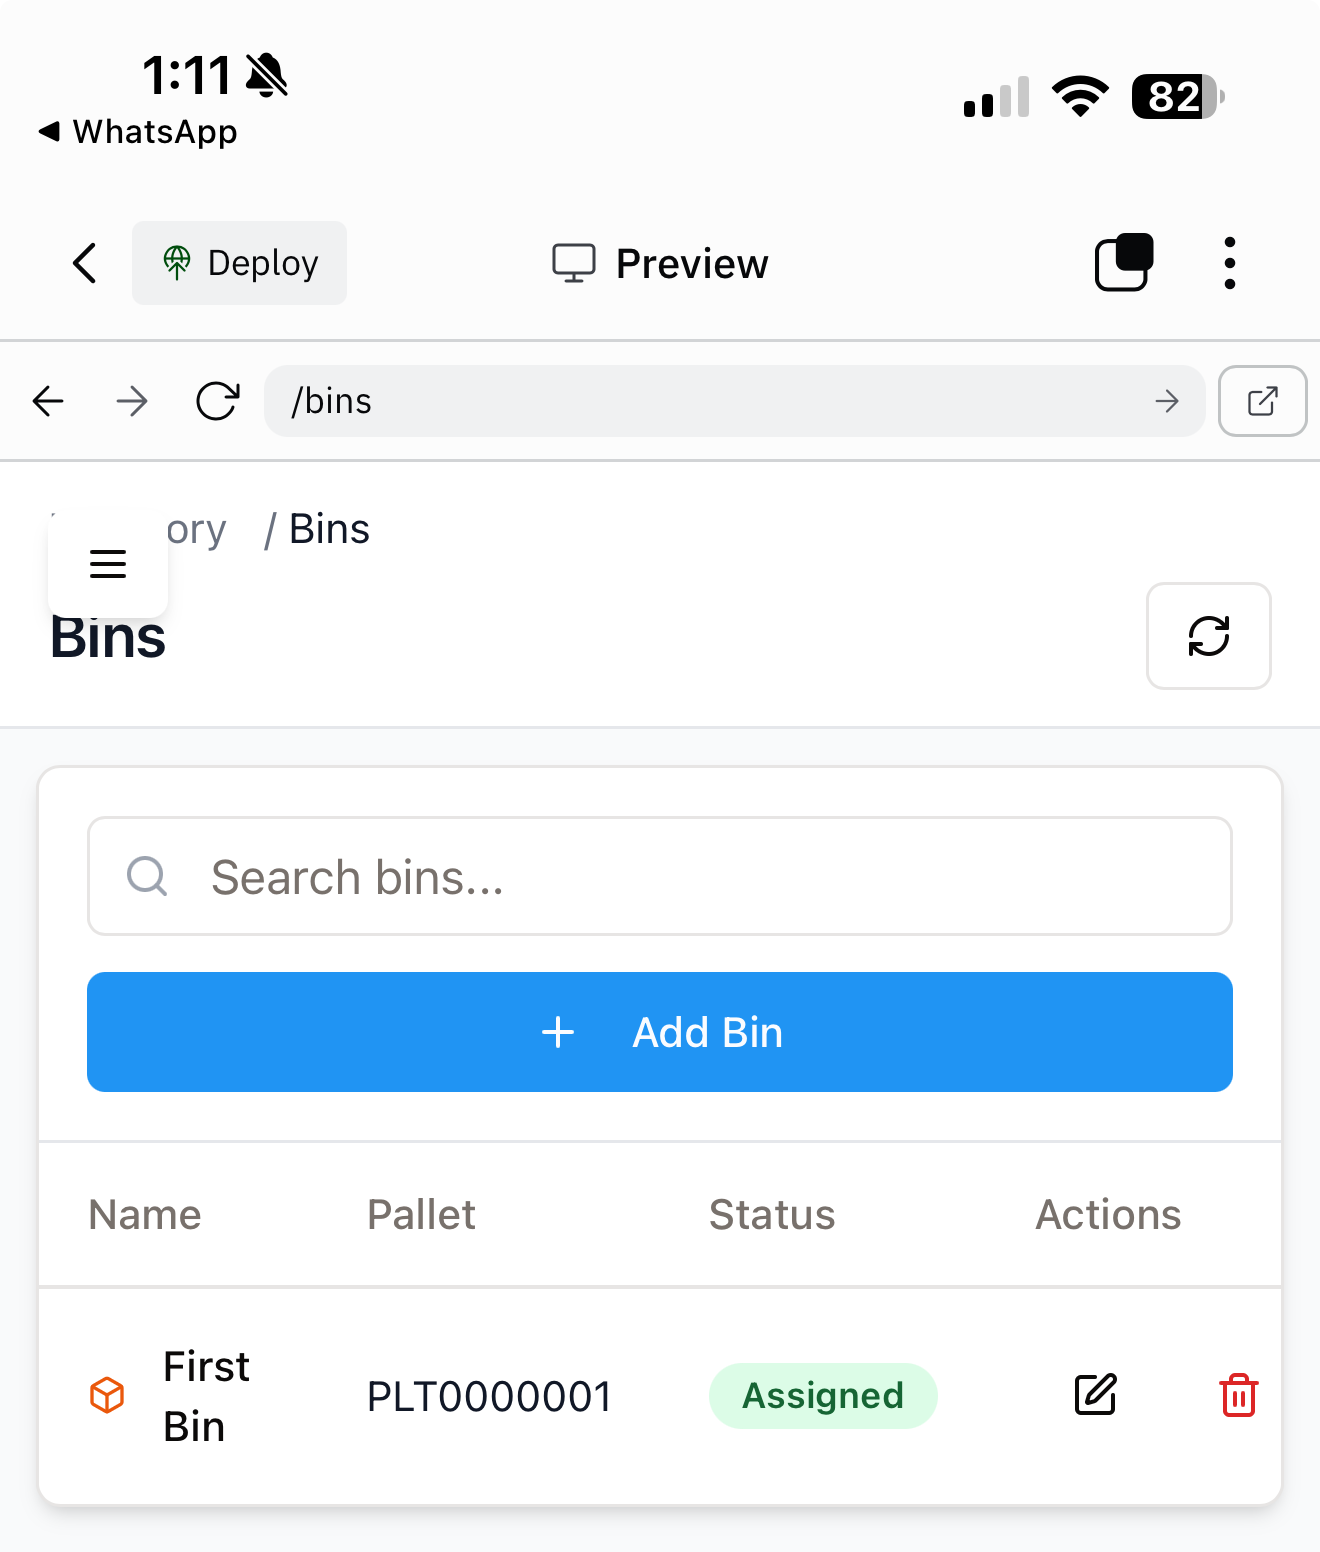 1:11
82
WhatsApp
Deploy
Preview
/bins
ory / Bins
Bins
Search bins...
Add Bin
Name Pallet Status Actions
First Bin PLT0000001 Assigned